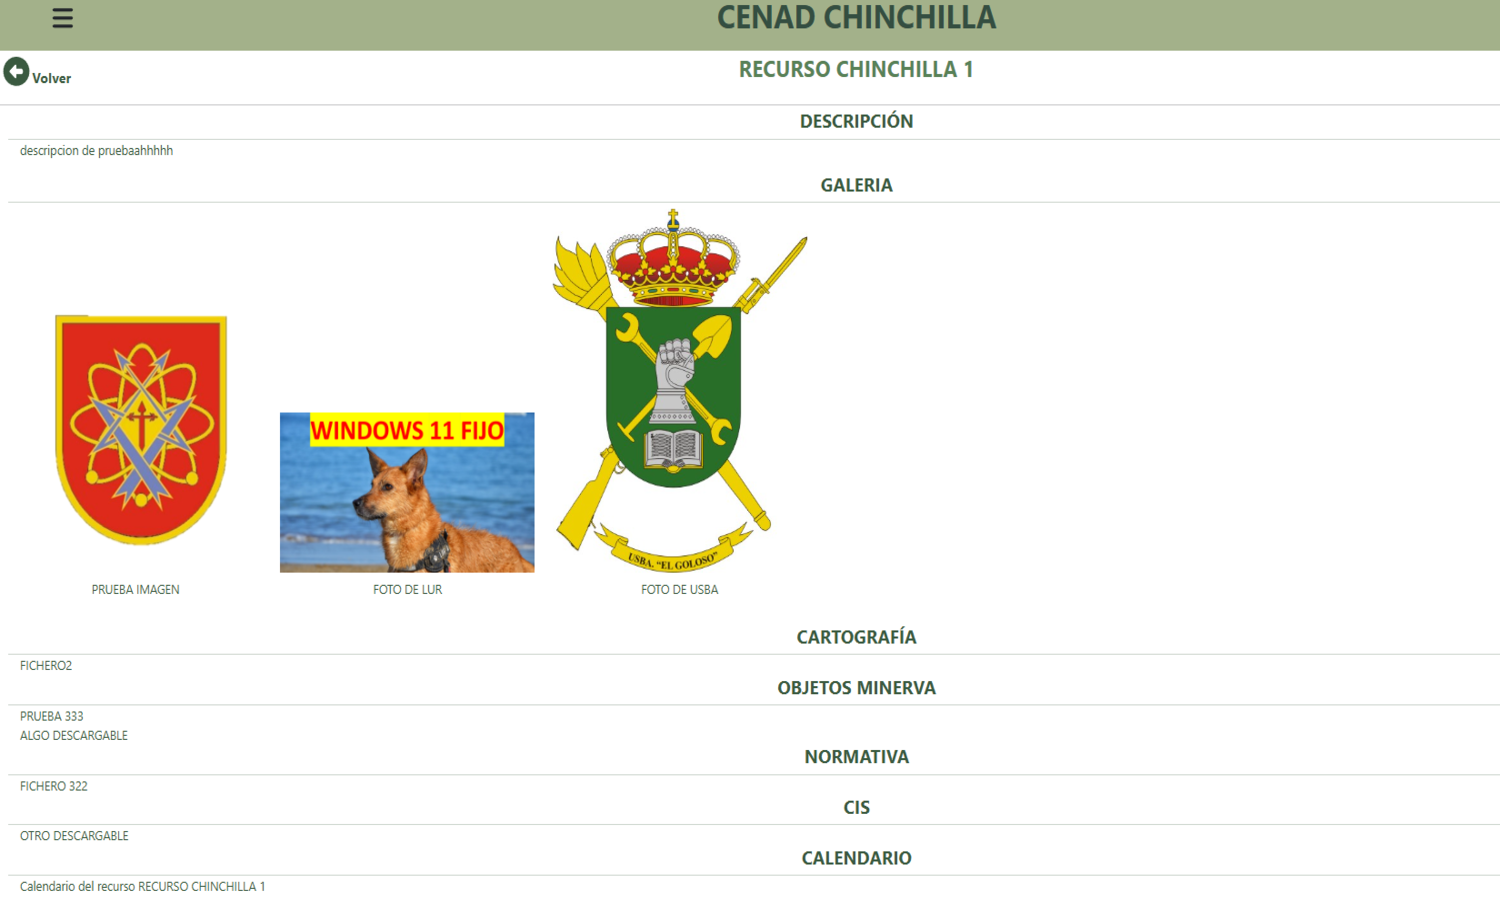 CENAD CHINCHILLA
Volver
RECURSO CHINCHILLA 1
DESCRIPCIÓN
descripcion de pruebaahhhhh
GALERIA
WINDOWS 11 FIJO
USBA. "EL GOLOSO"
PRUEBA IMAGEN
FOTO DE LUR
FOTO DE USBA
CARTOGRAFÍA
FICHERO2
OBJETOS MINERVA
PRUEBA 333
ALGO DESCARGABLE
NORMATIVA
FICHERO 322
CIS
OTRO DESCARGABLE
CALENDARIO
Calendario del recurso RECURSO CHINCHILLA 1